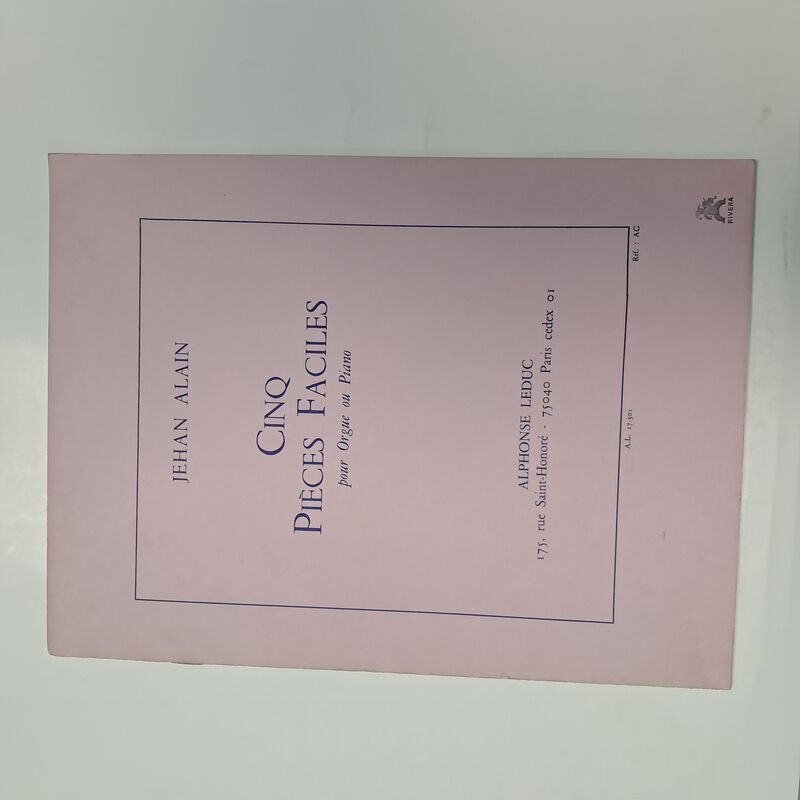 JEHAN ALAIN
CINQ
PIÈCES FACILES
pour Orgue ou Piano
ALPHONSE LEDUC
175, rue Saint-Honoré - 75040 Paris cedex 01
A.L. 17.301
Réf. : AC
RIVERA